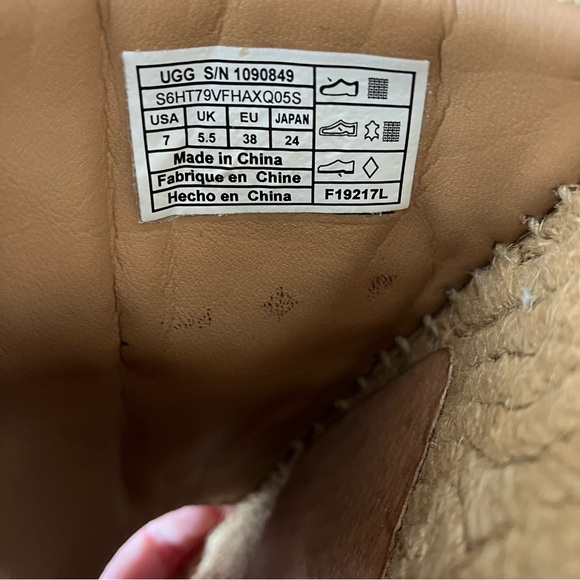 UGG S/N 1090849
S6HT79VFHAXQ05S
USA UK EU JAPAN
7 5.5 38 24
Made in China
Fabrique en Chine
Hecho en China
F19217L